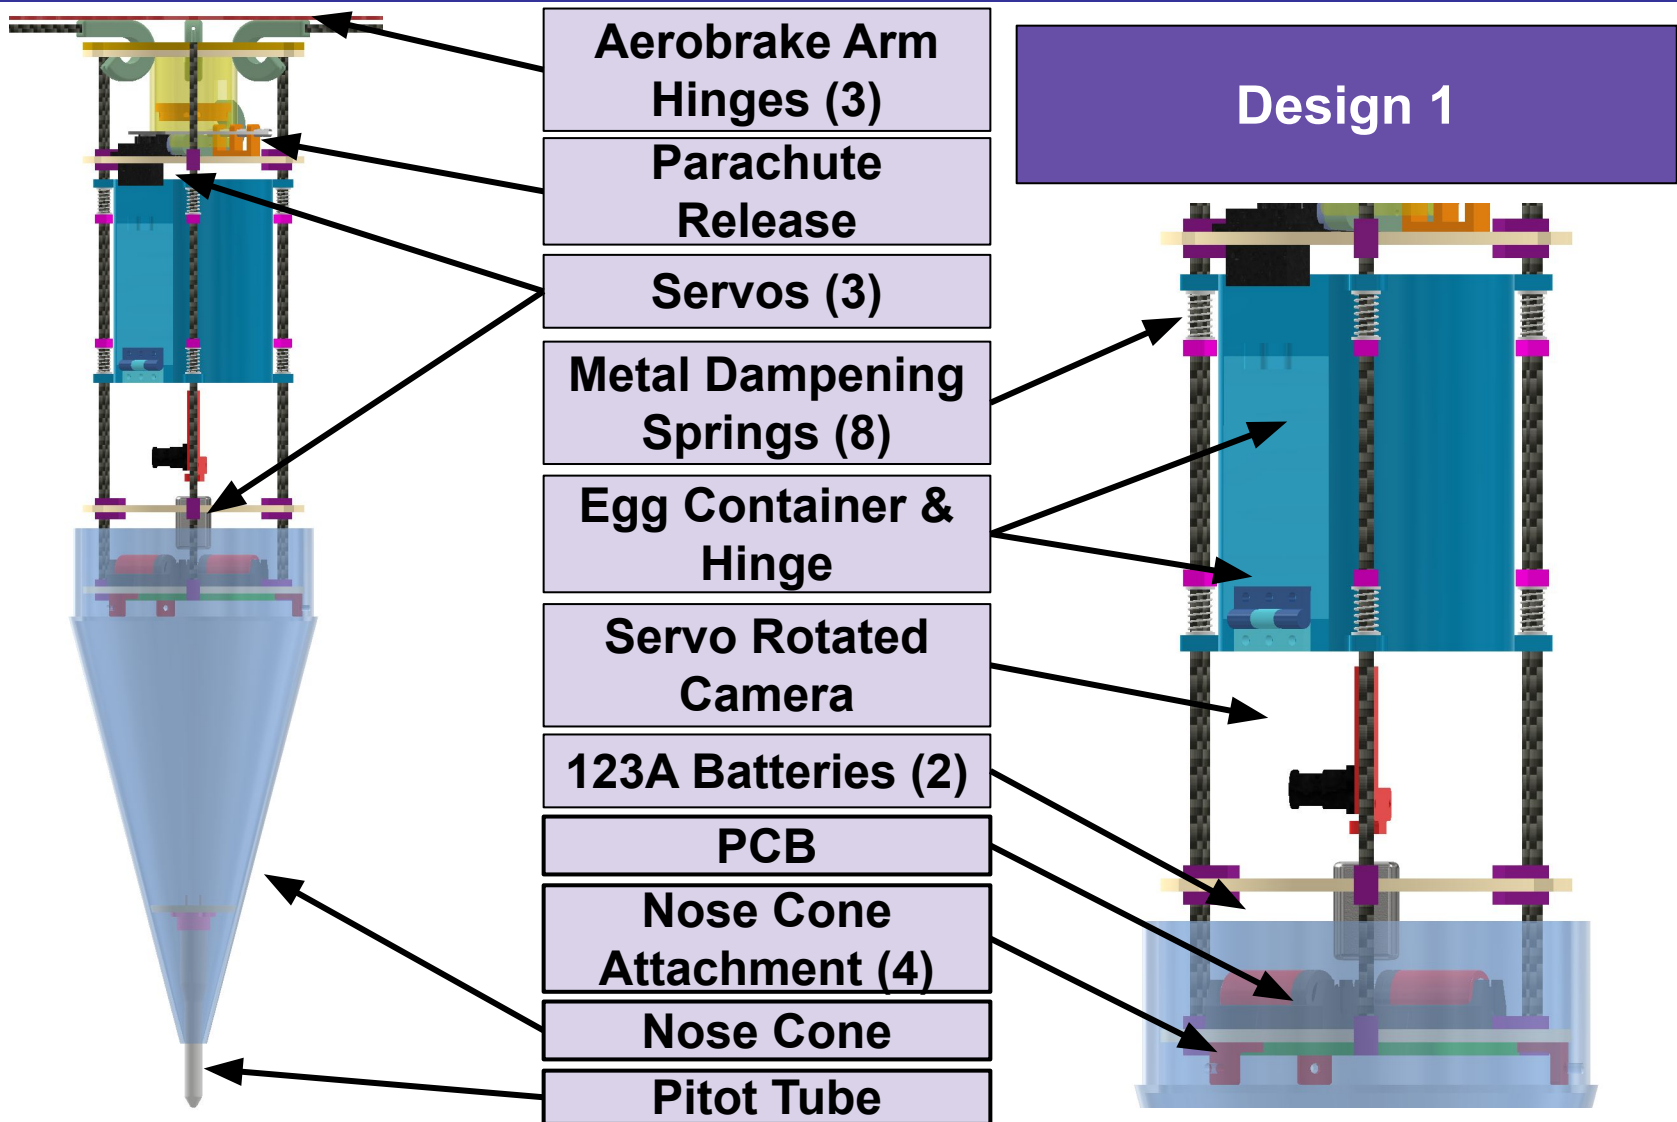 Aerobrake Arm
Hinges (3)
Parachute
Release
Servos (3)
Metal Dampening
Springs (8)
Egg Container &
Hinge
Servo Rotated
Camera
123A Batteries (2)
PCB
Nose Cone
Attachment (4)
Nose Cone
Pitot Tube
Design 1